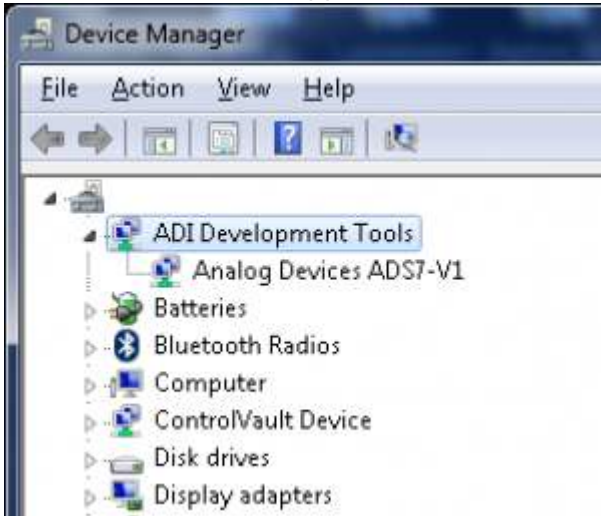 Device Manager
File Action View Help
ADI Development Tools
Analog Devices ADS7-V1
Batteries
Bluetooth Radios
Computer
ControlVault Device
Disk drives
Display adapters